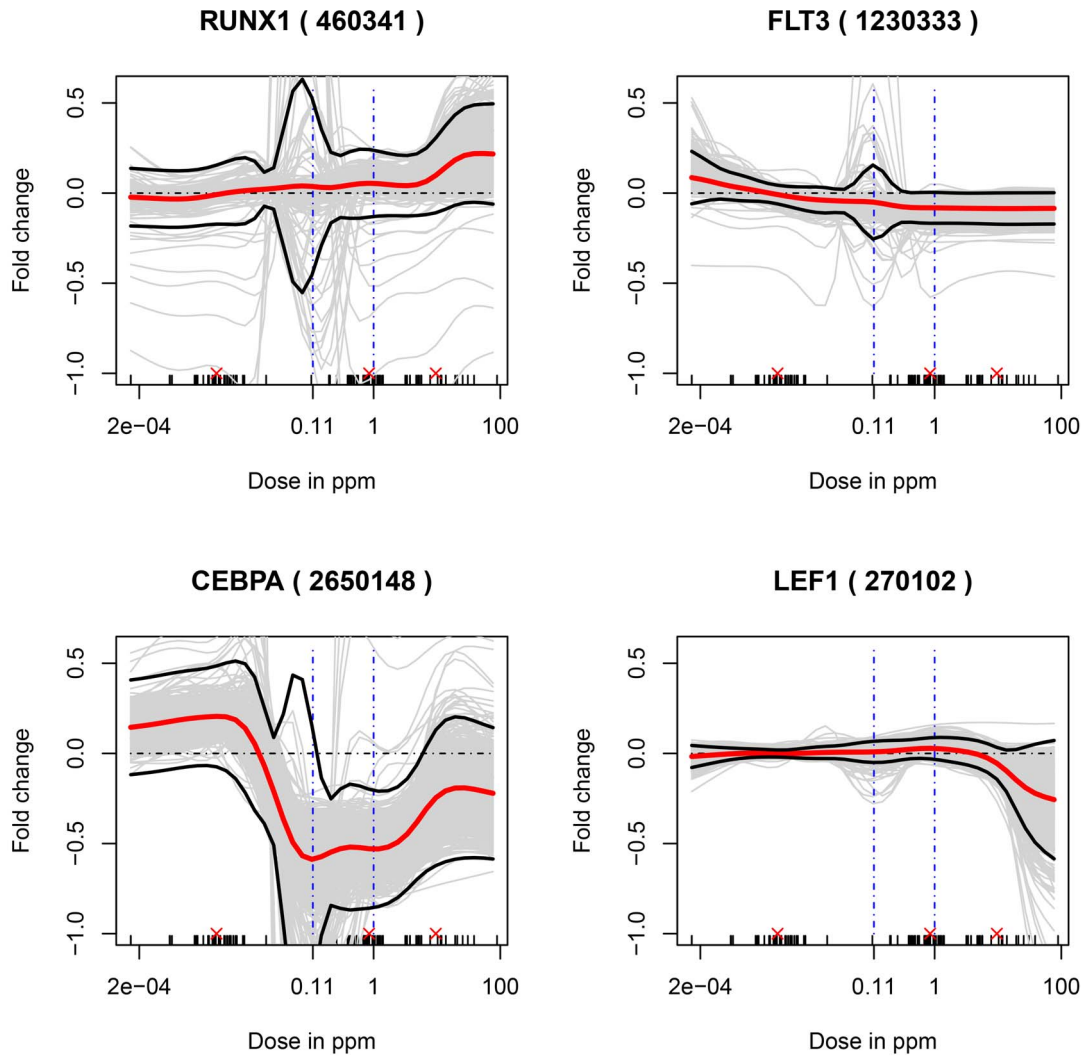 RUNX1 ( 460341 )
Fold change
0.5
0.0
−0.5
−1.0
2e−04 0.11 1 100
Dose in ppm
FLT3 ( 1230333 )
Fold change
0.5
0.0
−0.5
−1.0
2e−04 0.11 1 100
Dose in ppm
CEBPA ( 2650148 )
Fold change
0.5
0.0
−0.5
−1.0
2e−04 0.11 1 100
Dose in ppm
LEF1 ( 270102 )
Fold change
0.5
0.0
−0.5
−1.0
2e−04 0.11 1 100
Dose in ppm